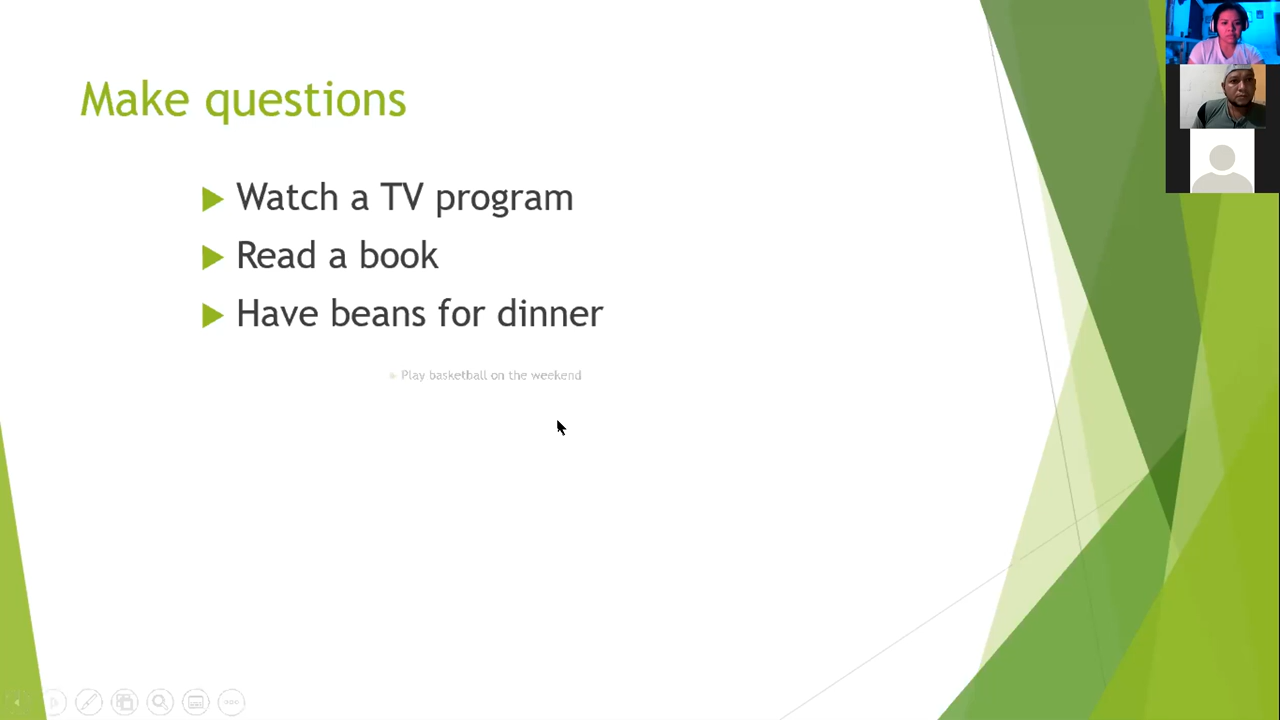 Make questions
Watch a TV program
Read a book
Have beans for dinner
Play basketball on the weekend